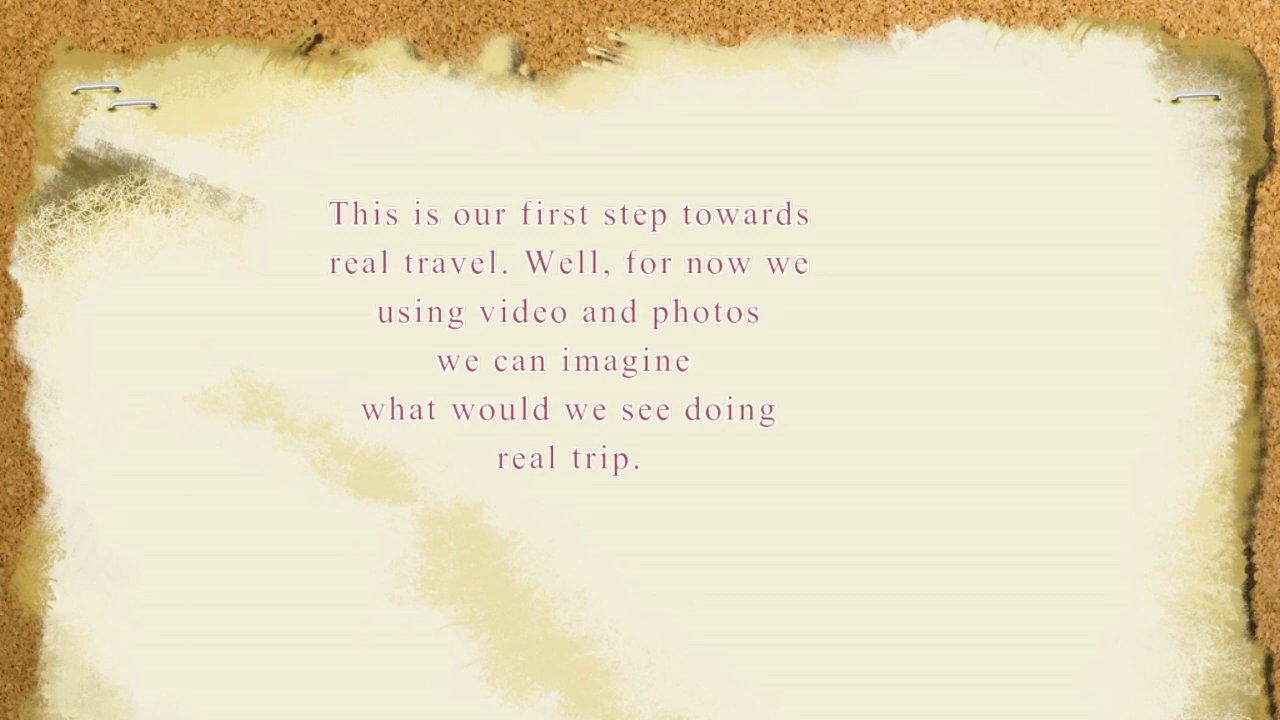 This is our first step towards
real travel. Well, for now we
using video and photos
we can imagine
what would we see doing
real trip.